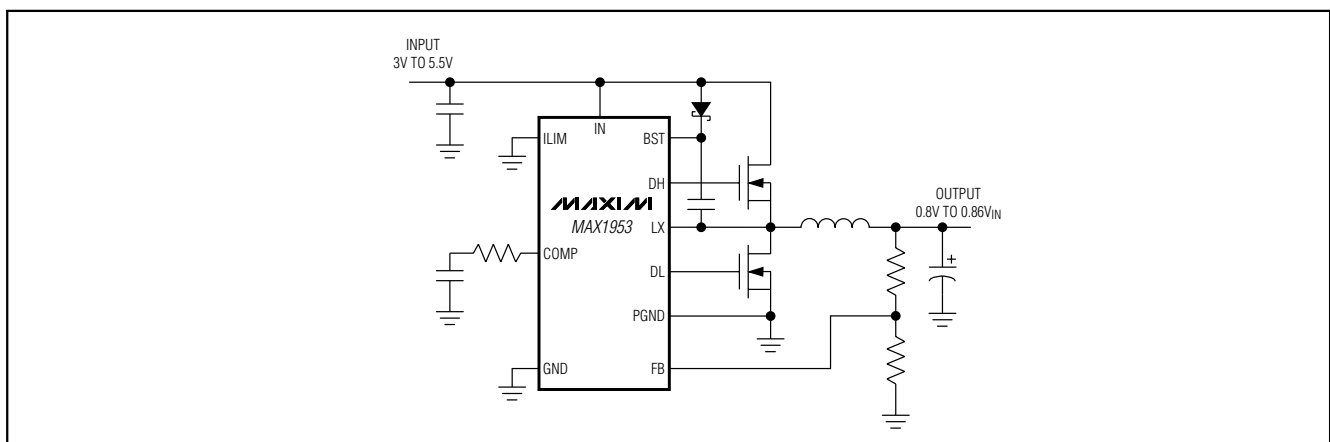 INPUT
3V TO 5.5V
IN
ILIM
BST
DH
MAXIM
MAX1953
LX
OUTPUT
0.8V TO 0.86VIN
COMP
DL
PGND
GND
FB
+